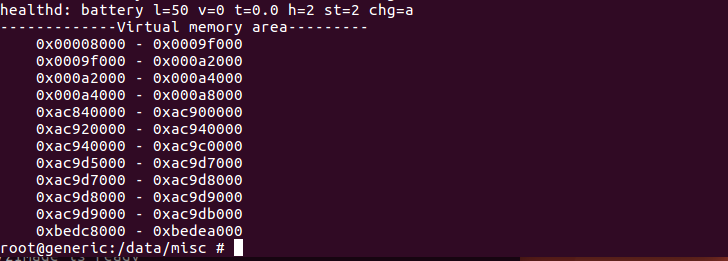 healthd: battery l=50 v=0 t=0.0 h=2 st=2 chg=a
-------------Virtual memory area---------
0x00008000 - 0x0009f000
0x0009f000 - 0x000a2000
0x000a2000 - 0x000a4000
0x000a4000 - 0x000a8000
0xac840000 - 0xac900000
0xac920000 - 0xac940000
0xac940000 - 0xac9c0000
0xac9d5000 - 0xac9d7000
0xac9d7000 - 0xac9d8000
0xac9d8000 - 0xac9d9000
0xac9d9000 - 0xac9db000
0xbedc8000 - 0xbedea000
root@generic:/data/misc #